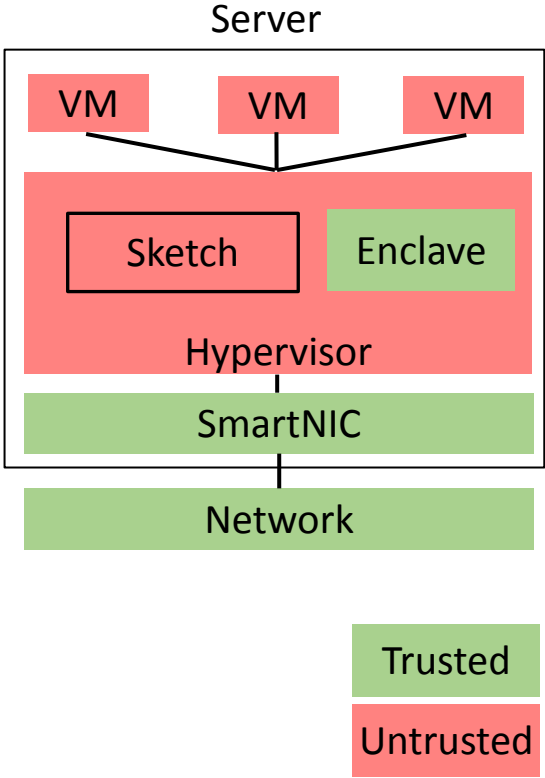 Server
VM VM VM
Sketch Enclave
Hypervisor
SmartNIC
Network
Trusted
Untrusted